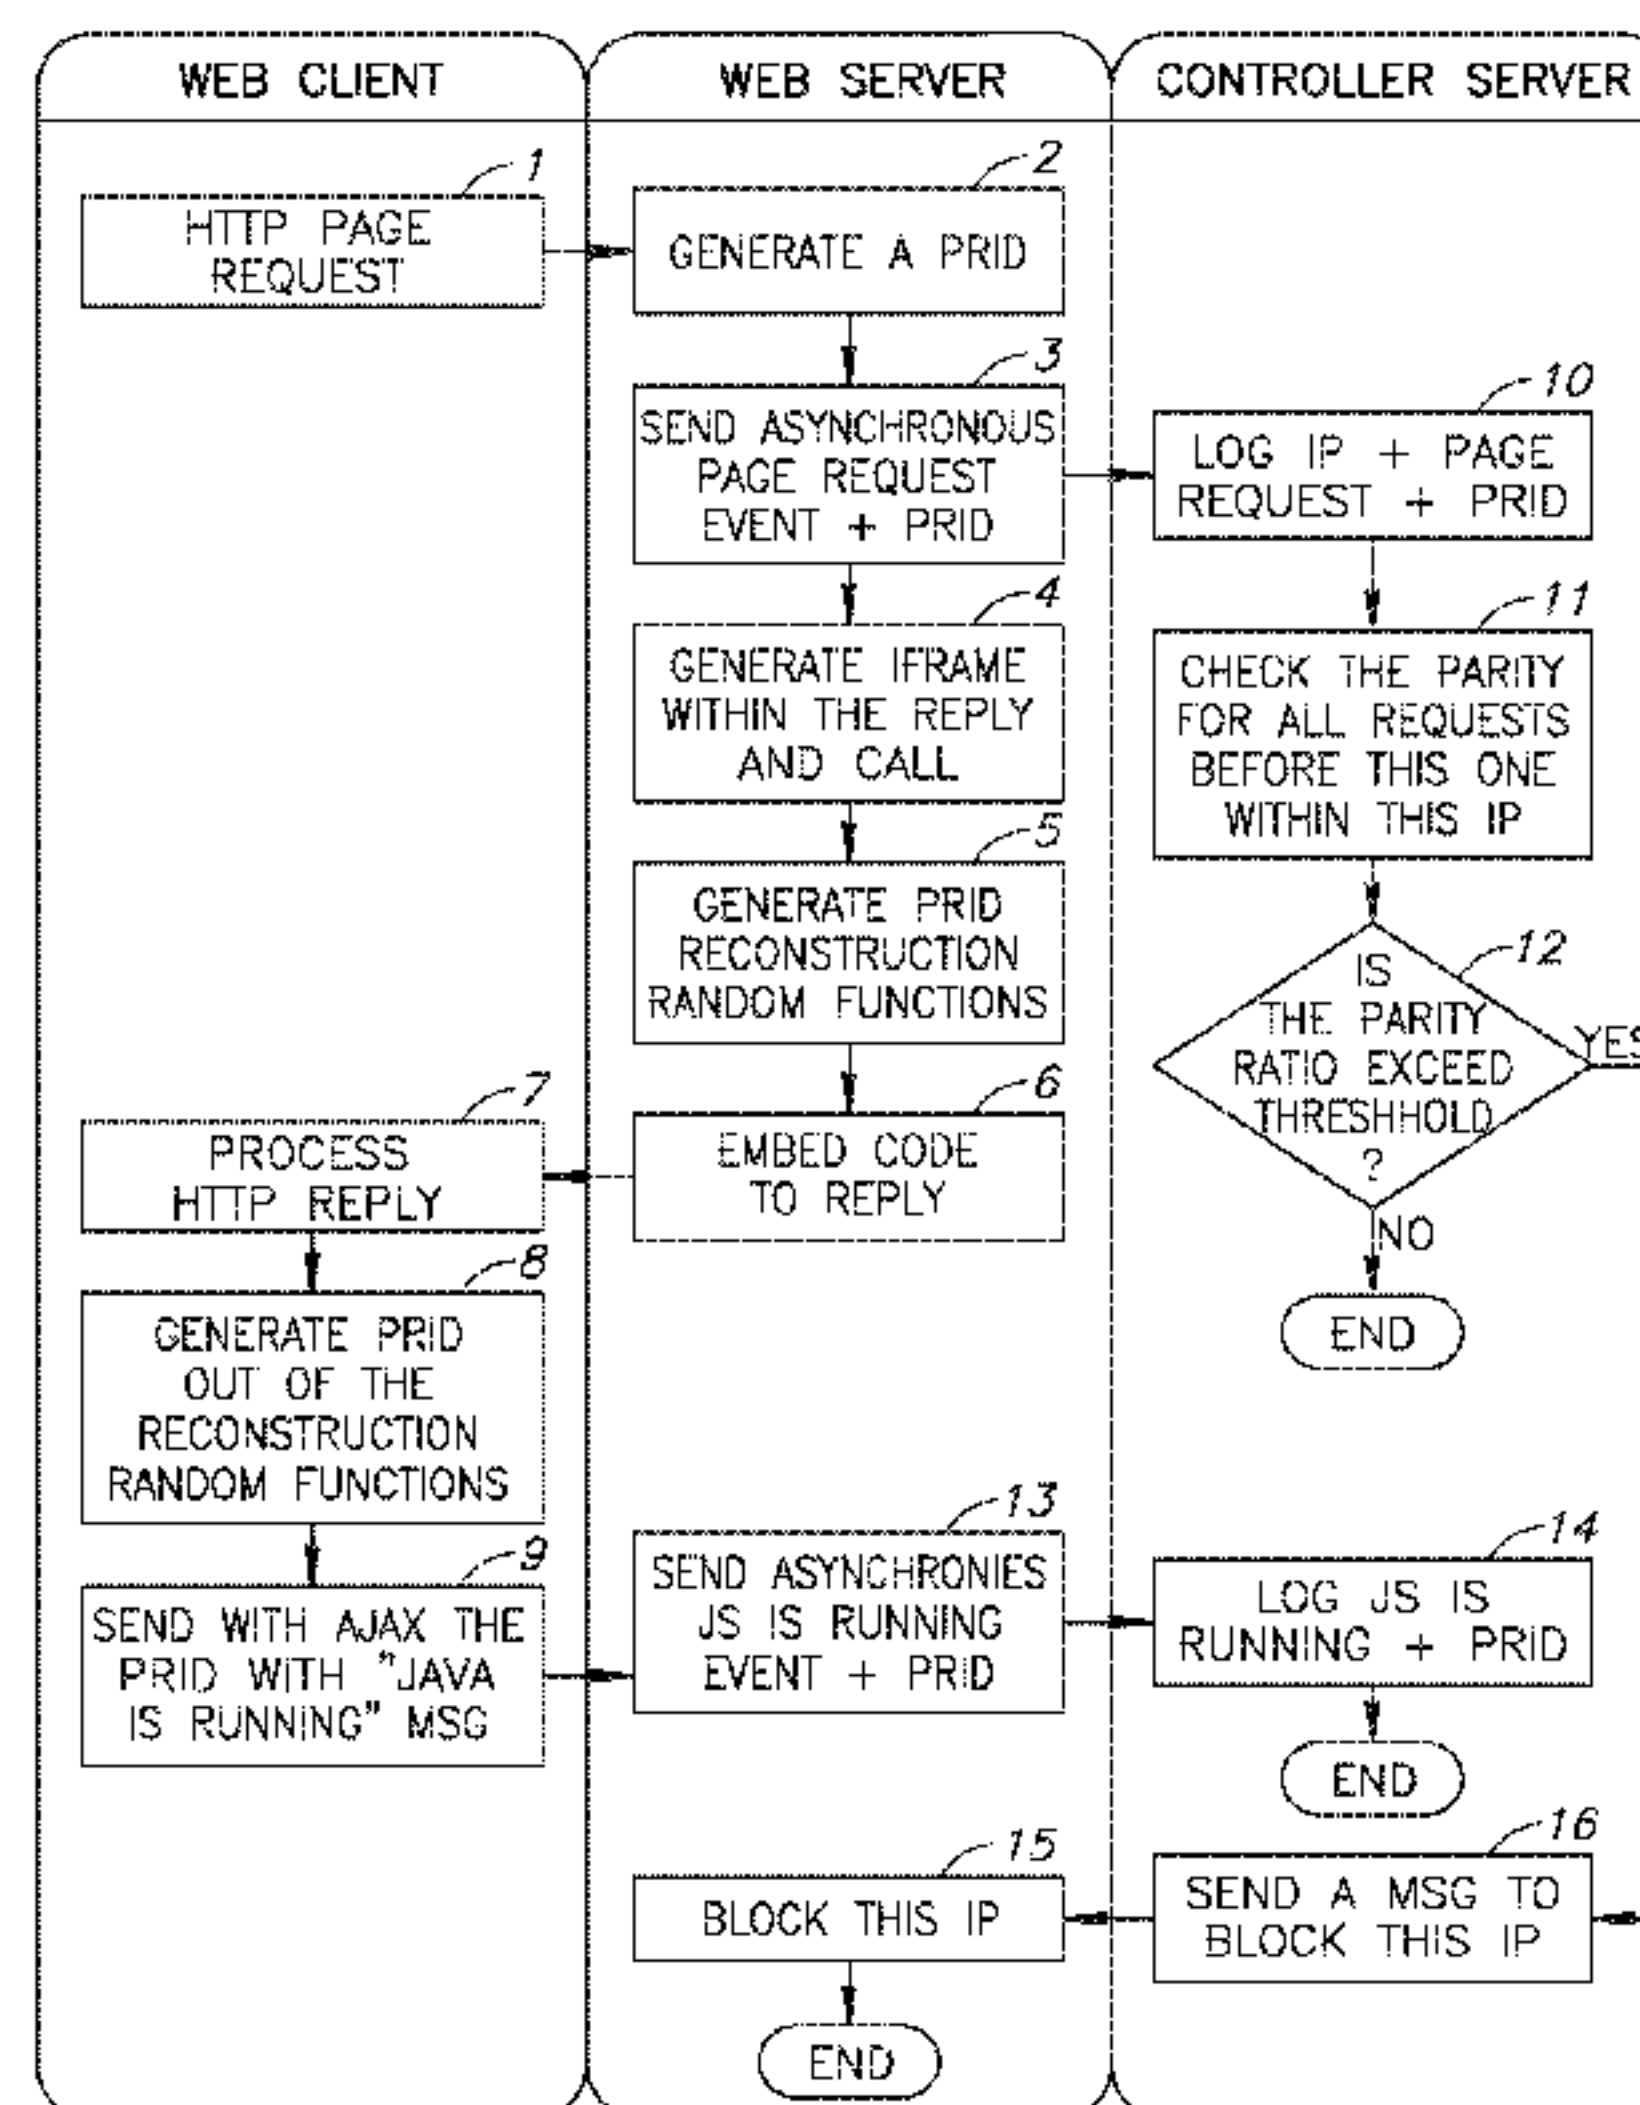 WEB CLIENT
WEB SERVER
CONTROLLER SERVER
1
HTTP PAGE
REQUEST
2
GENERATE A PRID
3
SEND ASYNCHRONOUS
PAGE REQUEST
EVENT + PRID
10
LOG IP + PAGE
REQUEST + PRID
4
GENERATE IFRAME
WITHIN THE REPLY
AND CALL
11
CHECK THE PARITY
FOR ALL REQUESTS
BEFORE THIS ONE
WITHIN THIS IP
5
GENERATE PRID
RECONSTRUCTION
RANDOM FUNCTIONS
12
IS
THE PARITY
RATIO EXCEED
THRESHHOLD
?
YES
NO
END
6
EMBED CODE
TO REPLY
7
PROCESS
HTTP REPLY
8
GENERATE PRID
OUT OF THE
RECONSTRUCTION
RANDOM FUNCTIONS
9
SEND WITH AJAX THE
PRID WITH "JAVA
IS RUNNING" MSG
13
SEND ASYNCHRONIES
JS IS RUNNING
EVENT + PRID
14
LOG JS IS
RUNNING + PRID
END
16
SEND A MSG TO
BLOCK THIS IP
15
BLOCK THIS IP
END